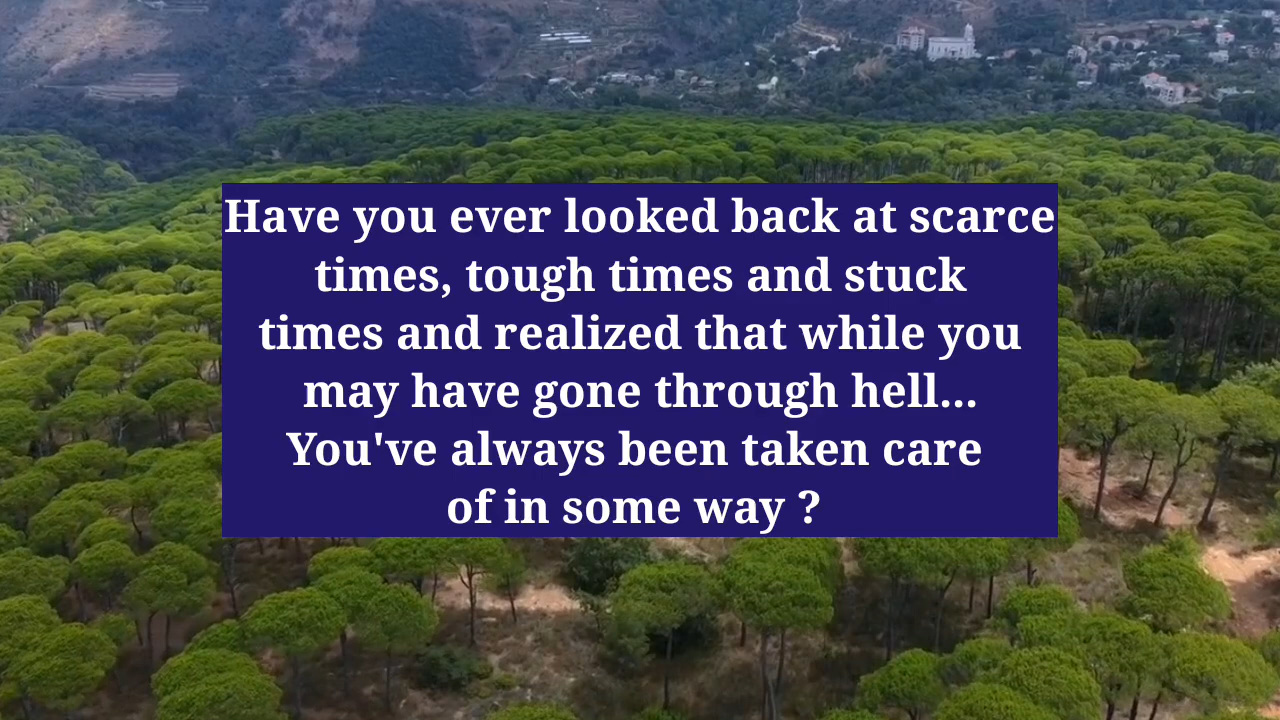 Have you ever looked back at scarce
times, tough times and stuck
times and realized that while you
may have gone through hell...
You've always been taken care
of in some way ?